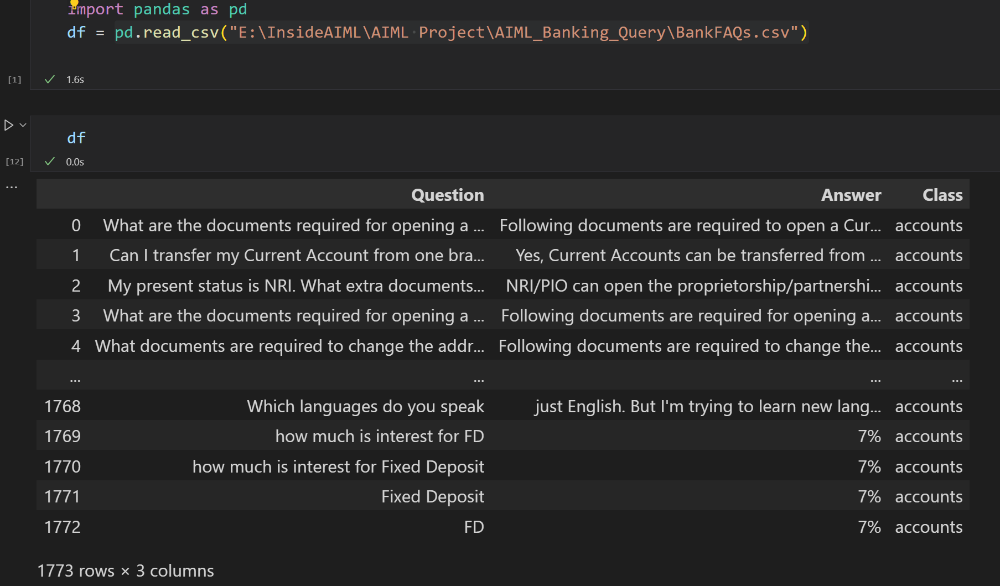 import pandas as pd
df = pd.read_csv("E:\InsideAIML\AIML Project\AIML_Banking_Query\BankFAQs.csv")
[1] 1.6s
df
[12] 0.0s
...
Question Answer Class
0 What are the documents required for opening a ... Following documents are required to open a Cur... accounts
1 Can I transfer my Current Account from one bra... Yes, Current Accounts can be transferred from ... accounts
2 My present status is NRI. What extra documents... NRI/PIO can open the proprietorship/partnershi... accounts
3 What are the documents required for opening a ... Following documents are required for opening a... accounts
4 What documents are required to change the addr... Following documents are required to change the... accounts
... ... ... ...
1768 Which languages do you speak just English. But I'm trying to learn new lang... accounts
1769 how much is interest for FD 7% accounts
1770 how much is interest for Fixed Deposit 7% accounts
1771 Fixed Deposit 7% accounts
1772 FD 7% accounts
1773 rows × 3 columns